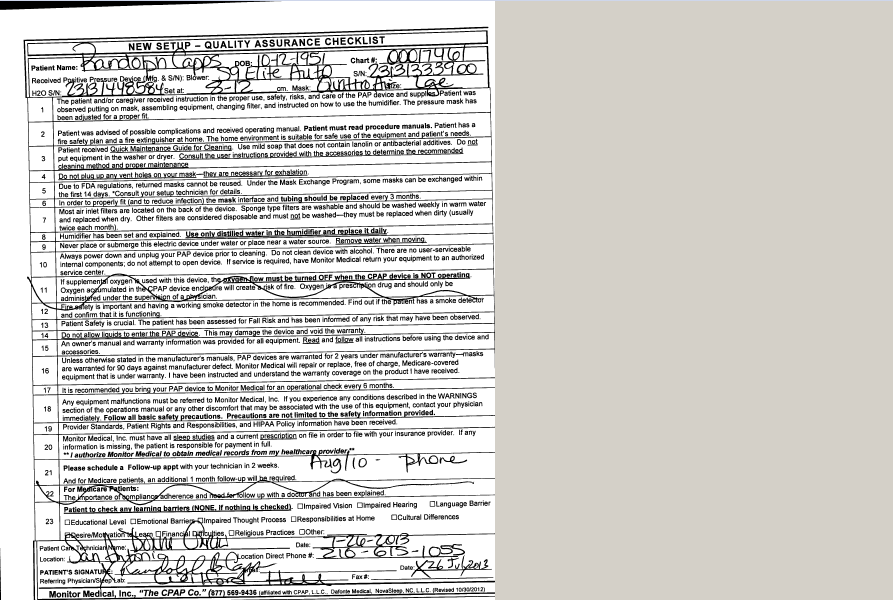 NEW SETUP – QUALITY ASSURANCE CHECKLIST
Patient Name: Randolph Capps DOB: 10-12-1951 Chart #: 00017461
Received Positive Pressure Device (Mfg. & S/N): Blower: S9 Elite Auto S/N: 23131333900
H2O S/N: 23131448584 Set at: 8-12 cm. Mask: Size: Lge
1 The patient and/or caregiver received instruction in the proper use, safety, risks, and care of the PAP device and supplies. Patient was
observed putting on mask, assembling equipment, changing filter, and instructed on how to use the humidifier. The pressure mask has
been adjusted for a proper fit.
2 Patient was advised of possible complications and received operating manual. Patient must read procedure manuals. Patient has a
fire safety plan and a fire extinguisher at home. The home environment is suitable for safe use of the equipment and patient's needs.
3 Patient received Quick Maintenance Guide for Cleaning. Use mild soap that does not contain lanolin or antibacterial additives. Do not
put equipment in the washer or dryer. Consult the user instructions provided with the accessories to determine the recommended
cleaning method and proper maintenance
4 Do not plug up any vent holes on your mask—they are necessary for exhalation.
5 Due to FDA regulations, returned masks cannot be reused. Under the Mask Exchange Program, some masks can be exchanged within
the first 14 days. *Consult your setup technician for details.
6 In order to properly fit (and to reduce infection) the mask interface and tubing should be replaced every 3 months.
7 Most air inlet filters are located on the back of the device. Sponge type filters are washable and should be washed weekly in warm water
and replaced when dry. Other filters are considered disposable and must not be washed—they must be replaced when dirty (usually
twice each month).
8 Humidifier has been set and explained. Use only distilled water in the humidifier and replace it daily.
9 Never place or submerge this electric device under water or place near a water source. Remove water when moving.
10 Always power down and unplug your PAP device prior to cleaning. Do not clean device with alcohol. There are no user-serviceable
internal components; do not attempt to open device. If service is required, have Monitor Medical return your equipment to an authorized
service center.
11 If supplemental oxygen is used with this device, the oxygen flow must be turned OFF when the CPAP device is NOT operating.
Oxygen accumulated in the CPAP device enclosure will create a risk of fire. Oxygen is a prescription drug and should only be
administered under the supervision of a physician.
12 Fire safety is important and having a working smoke detector in the home is recommended. Find out if the patient has a smoke detector
and confirm that it is functioning.
13 Patient Safety is crucial. The patient has been assessed for Fall Risk and has been informed of any risk that may have been observed.
14 Do not allow liquids to enter the PAP device. This may damage the device and void the warranty.
15 An owner's manual and warranty information was provided for all equipment. Read and follow all instructions before using the device and
accessories.
16 Unless otherwise stated in the manufacturer's manuals, PAP devices are warranted for 2 years under manufacturer's warranty—masks
are warranted for 90 days against manufacturer defect. Monitor Medical will repair or replace, free of charge, Medicare-covered
equipment that is under warranty. I have been instructed and understand the warranty coverage on the product I have received.
17 It is recommended you bring your PAP device to Monitor Medical for an operational check every 6 months.
18 Any equipment malfunctions must be referred to Monitor Medical, Inc. If you experience any conditions described in the WARNINGS
section of the operations manual or any other discomfort that may be associated with the use of this equipment, contact your physician
immediately. Follow all basic safety precautions. Precautions are not limited to the safety information provided.
19 Provider Standards, Patient Rights and Responsibilities, and HIPAA Policy information have been received.
20 Monitor Medical, Inc. must have all sleep studies and a current prescription on file in order to file with your insurance provider. If any
information is missing, the patient is responsible for payment in full.
** I authorize Monitor Medical to obtain medical records from my healthcare provider**
21 Please schedule a Follow-up appt with your technician in 2 weeks. Aug/10 - phone
And for Medicare patients, an additional 1 month follow-up will be required.
22 For Medicare Patients:
The importance of compliance/adherence and need for follow up with a doctor and has been explained.
23 Patient to check any learning barriers (NONE, if nothing is checked). ☐Impaired Vision ☐Impaired Hearing ☐Language Barrier
☐Educational Level ☐Emotional Barriers ☐Impaired Thought Process ☐Responsibilities at Home ☐Cultural Differences
☐Desire/Motivation to Learn ☐Financial Difficulties ☐Religious Practices ☐Other:
Patient Care Technician Name: Date: 7-26-2013
Location: San Antonio Location Direct Phone #: 210-615-1055
PATIENT'S SIGNATURE: Randolph Capps Date: X 26 Jul 2013
Referring Physician/Sleep Lab: Hall Fax #:
Monitor Medical, Inc., "The CPAP Co." (877) 569-9436 (affiliated with CPAP, L.L.C., Dafonte Medical, NovaSleep, NC, L.L.C. (Revised 10/30/2012)